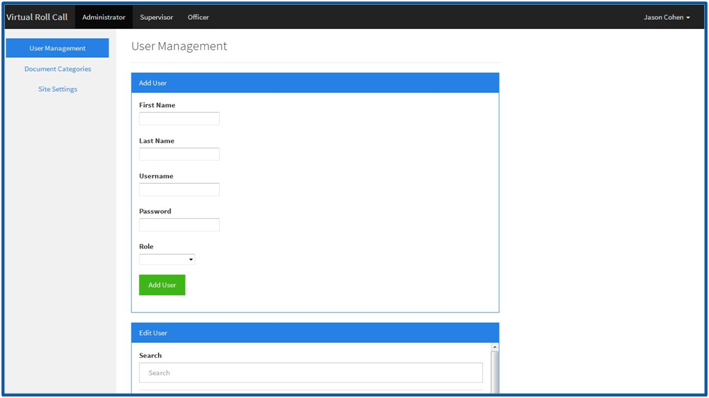 Virtual Roll Call Administrator Supervisor Officer Jason Cohen
User Management
Document Categories
Site Settings
User Management
Add User
First Name
Last Name
Username
Password
Role
Add User
Edit User
Search
Search